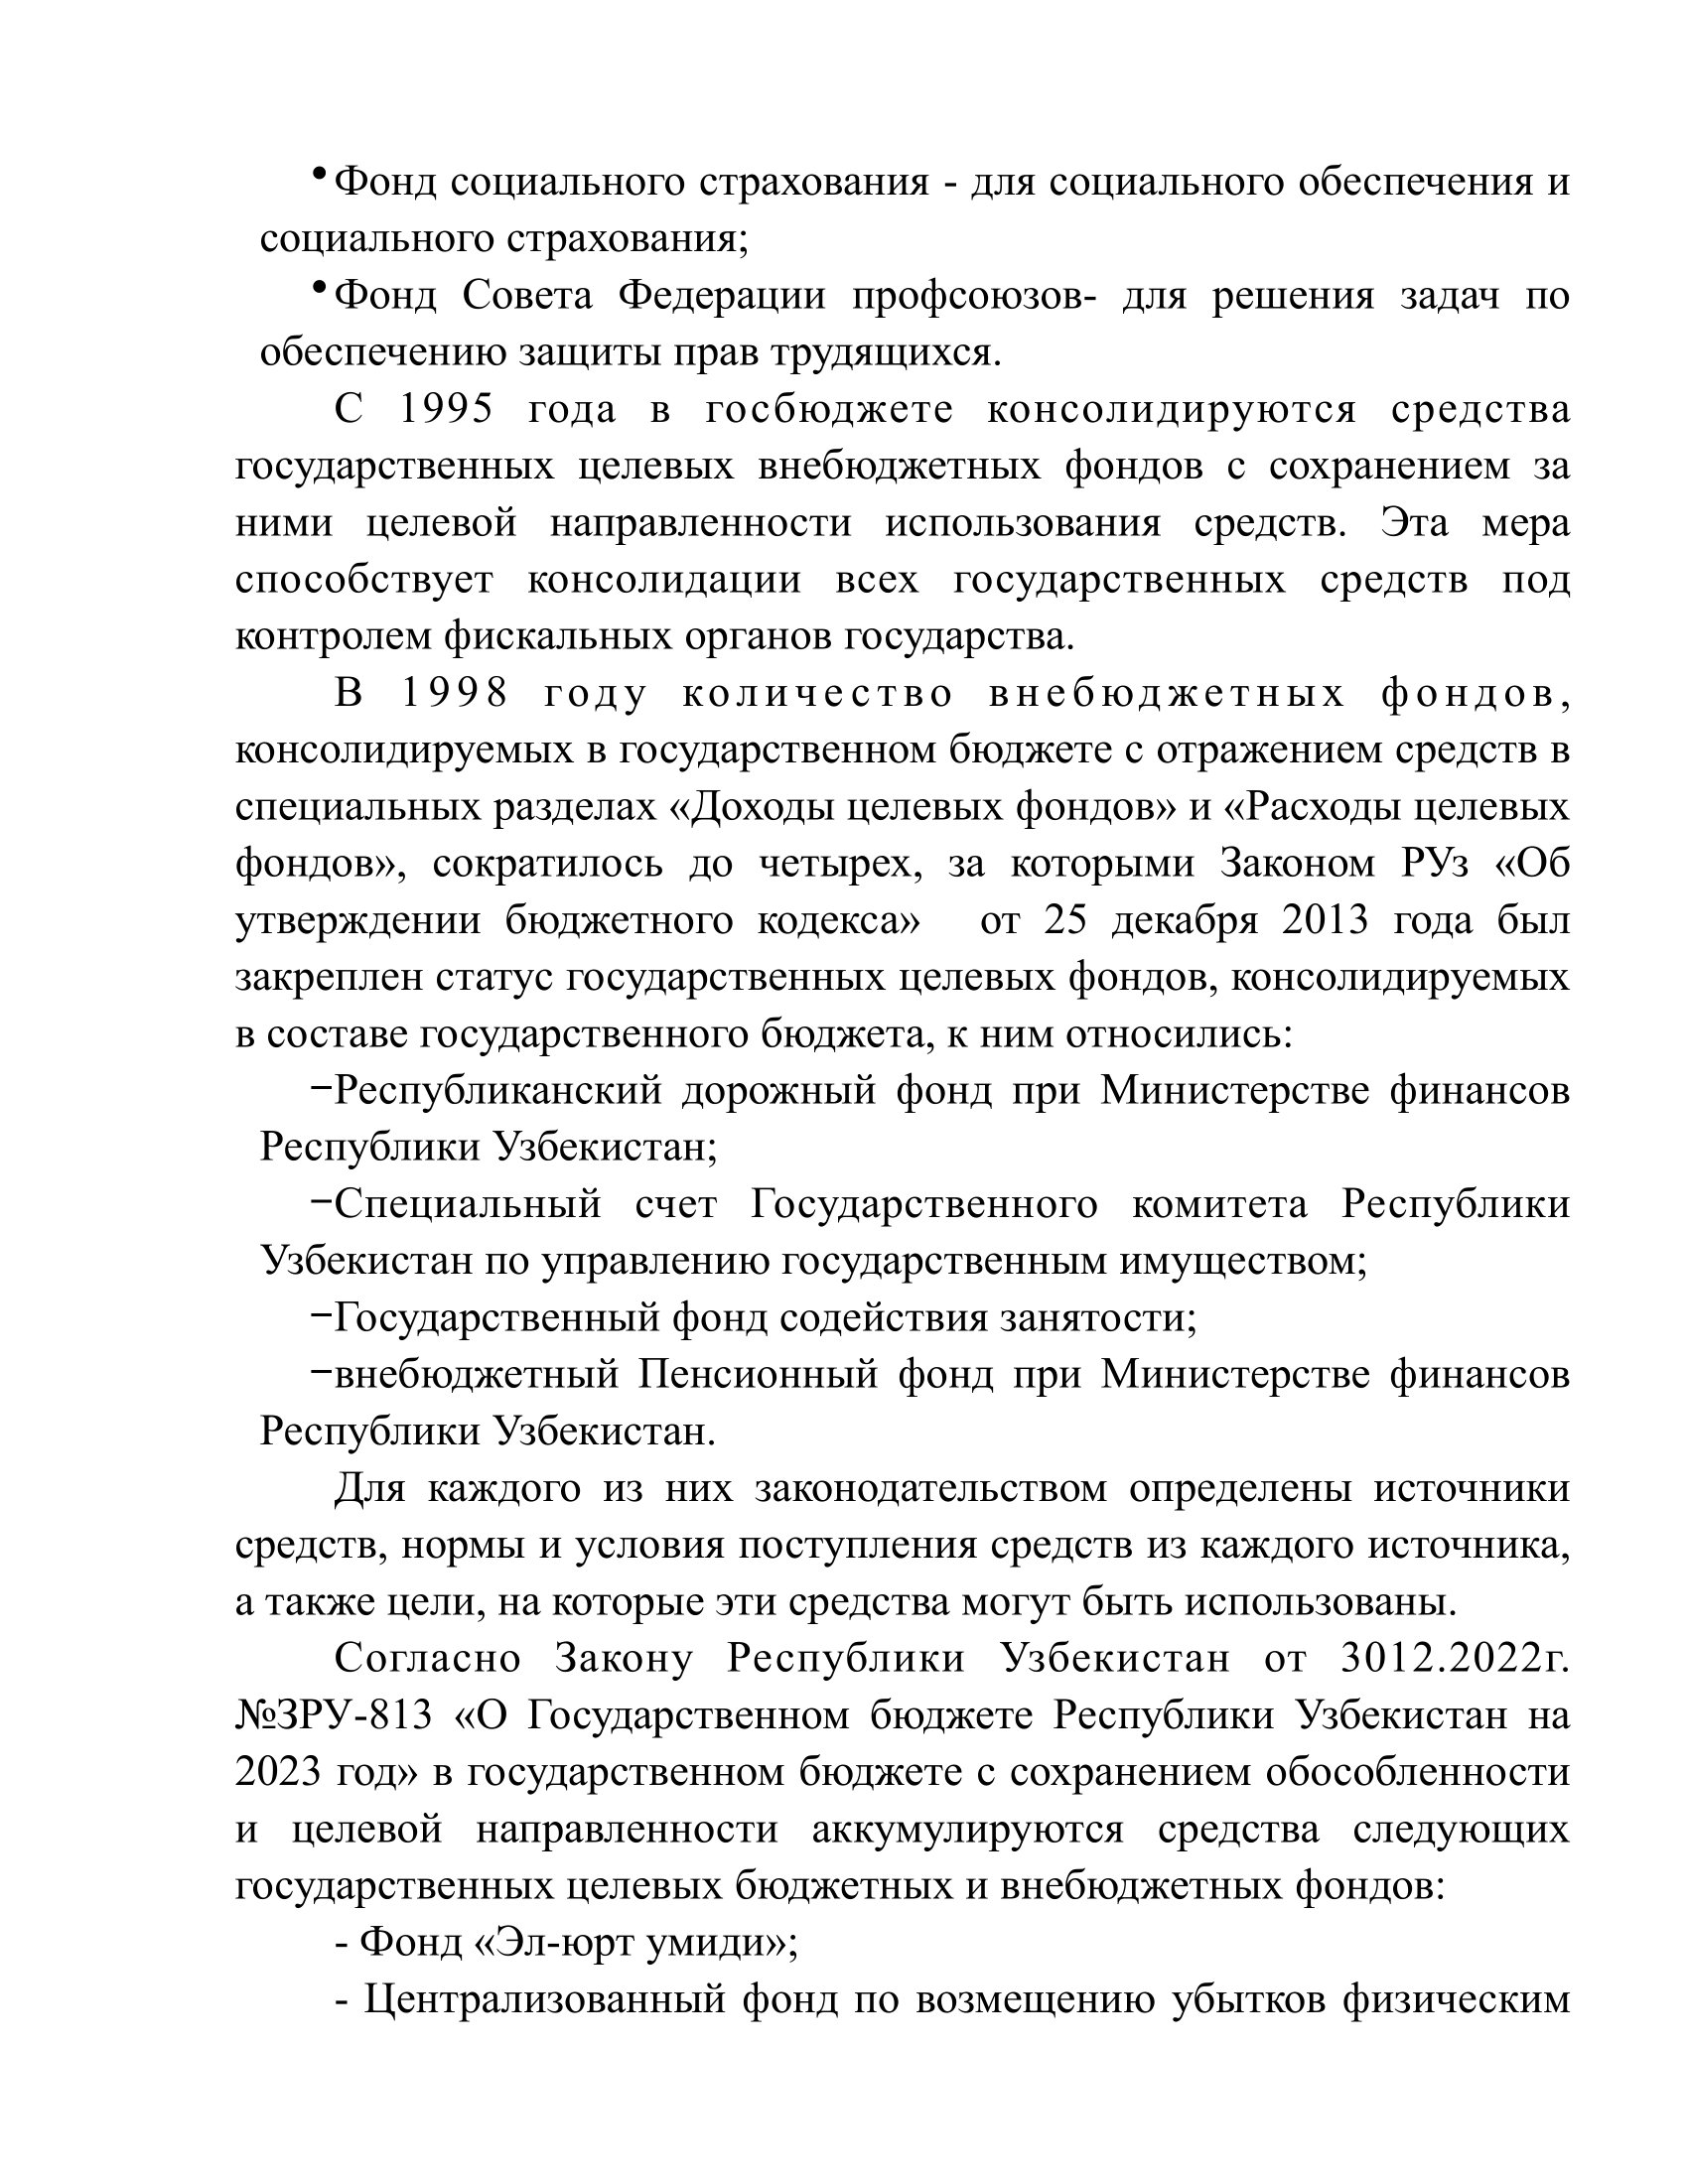 •Фонд социального страхования - для социального обеспечения и
социального страхования;
•Фонд Совета Федерации профсоюзов- для решения задач по
обеспечению защиты прав трудящихся.
С 1995 года в госбюджете консолидируются средства
государственных целевых внебюджетных фондов с сохранением за
ними целевой направленности использования средств. Эта мера
способствует консолидации всех государственных средств под
контролем фискальных органов государства.
В 1998 году количество внебюджетных фондов,
консолидируемых в государственном бюджете с отражением средств в
специальных разделах «Доходы целевых фондов» и «Расходы целевых
фондов», сократилось до четырех, за которыми Законом РУз «Об
утверждении бюджетного кодекса» от 25 декабря 2013 года был
закреплен статус государственных целевых фондов, консолидируемых
в составе государственного бюджета, к ним относились:
−Республиканский дорожный фонд при Министерстве финансов
Республики Узбекистан;
−Специальный счет Государственного комитета Республики
Узбекистан по управлению государственным имуществом;
−Государственный фонд содействия занятости;
−внебюджетный Пенсионный фонд при Министерстве финансов
Республики Узбекистан.
Для каждого из них законодательством определены источники
средств, нормы и условия поступления средств из каждого источника,
а также цели, на которые эти средства могут быть использованы.
Согласно Закону Республики Узбекистан от 3012.2022г.
№ЗРУ-813 «О Государственном бюджете Республики Узбекистан на
2023 год» в государственном бюджете с сохранением обособленности
и целевой направленности аккумулируются средства следующих
государственных целевых бюджетных и внебюджетных фондов:
- Фонд «Эл-юрт умиди»;
- Централизованный фонд по возмещению убытков физическим